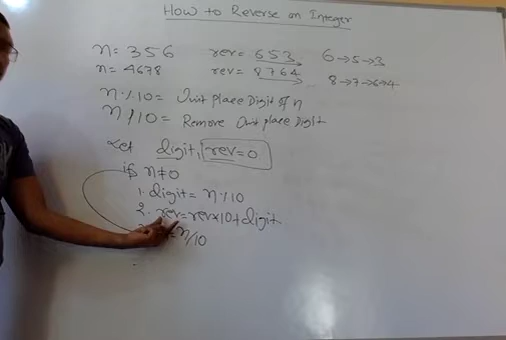 How to Reverse an Integer
n = 356 rev = 653 6→5→3
n = 4678 rev = 8764 ... 8→7→6→4
n % 10 = Unit place Digit of n
n / 10 = Remove Unit place Digit
Let digit, rev = 0
if n ≠ 0
1. digit = n % 10
2. rev = rev × 10 + digit
= n/10